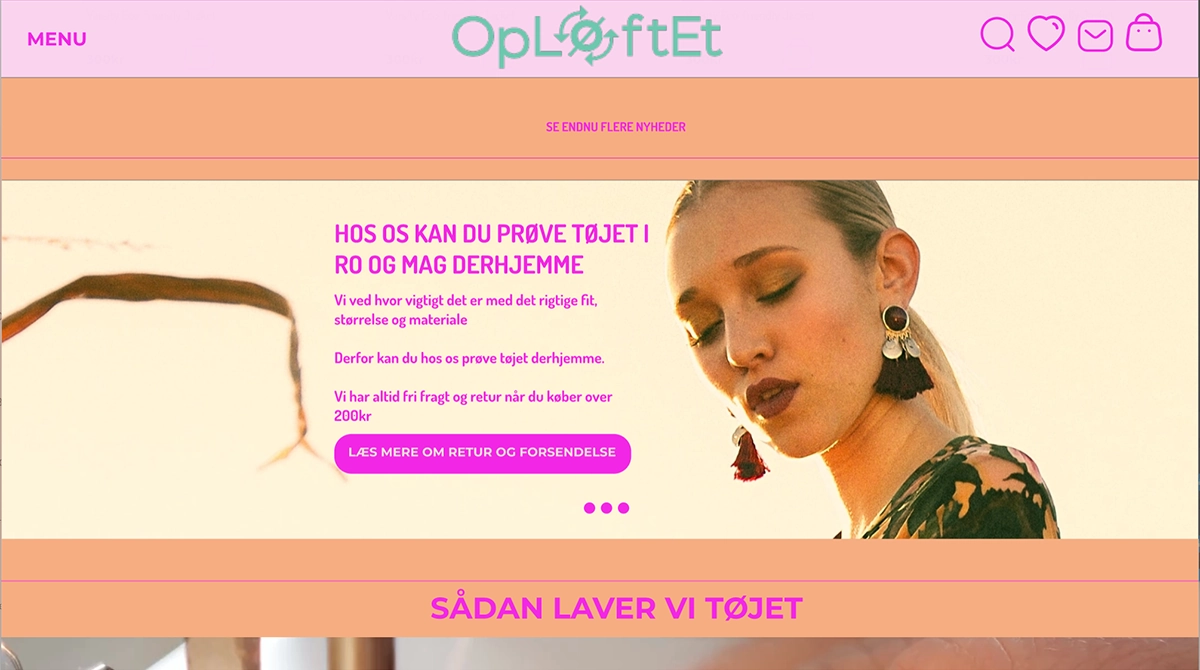 MENU
OpLøftEt
SE ENDNU FLERE NYHEDER
HOS OS KAN DU PRØVE TØJET I
RO OG MAG DERHJEMME
Vi ved hvor vigtigt det er med det rigtige fit,
størrelse og materiale
Derfor kan du hos os prøve tøjet derhjemme.
Vi har altid fri fragt og retur når du køber over
200kr
LÆS MERE OM RETUR OG FORSENDELSE
SÅDAN LAVER VI TØJET